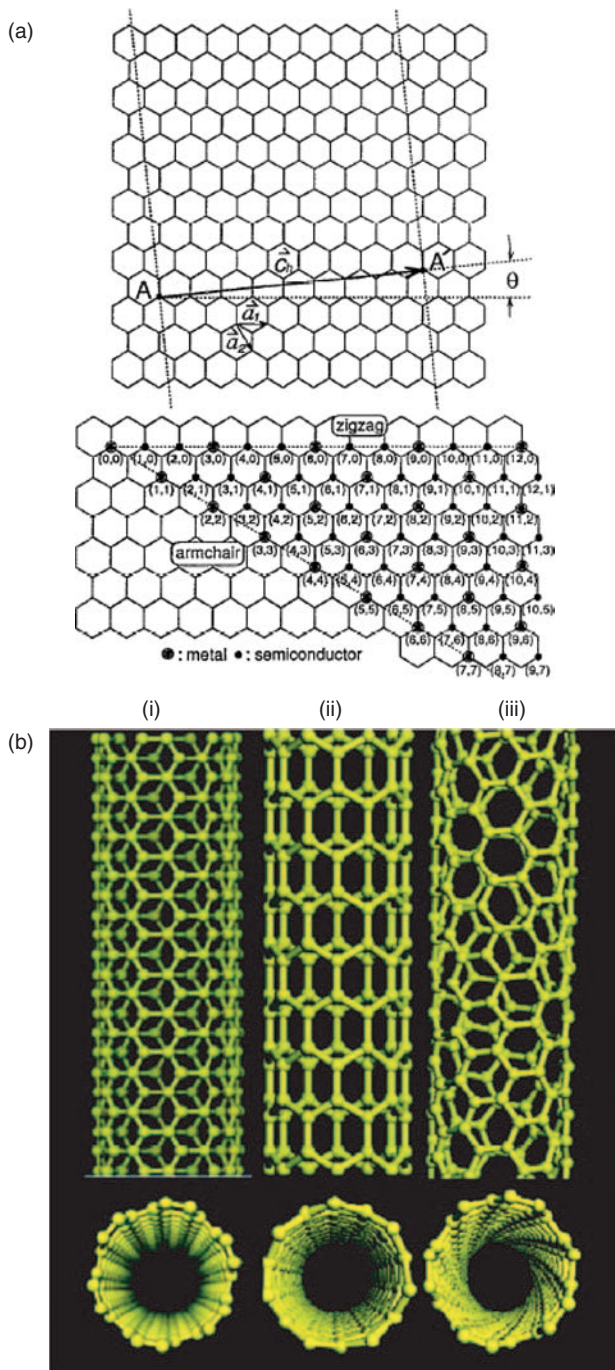 (a)
C⃗h
A A′
θ
a⃗1
a⃗2
zigzag
(0,0) (1,0) (2,0) (3,0) (4,0) (5,0) (6,0) (7,0) (8,0) (9,0) (10,0) (11,0) (12,0)
(1,1) (2,1) (3,1) (4,1) (5,1) (6,1) (7,1) (8,1) (9,1) (10,1) (11,1) (12,1)
(2,2) (3,2) (4,2) (5,2) (6,2) (7,2) (8,2) (9,2) (10,2) (11,2)
armchair (3,3) (4,3) (5,3) (6,3) (7,3) (8,3) (9,3) (10,3) (11,3)
(4,4) (5,4) (6,4) (7,4) (8,4) (9,4) (10,4)
(5,5) (6,5) (7,5) (8,5) (9,5) (10,5)
: metal : semiconductor (6,6) (7,6) (8,6) (9,6)
(7,7) (8,7) (9,7)
(i) (ii) (iii)
(b)